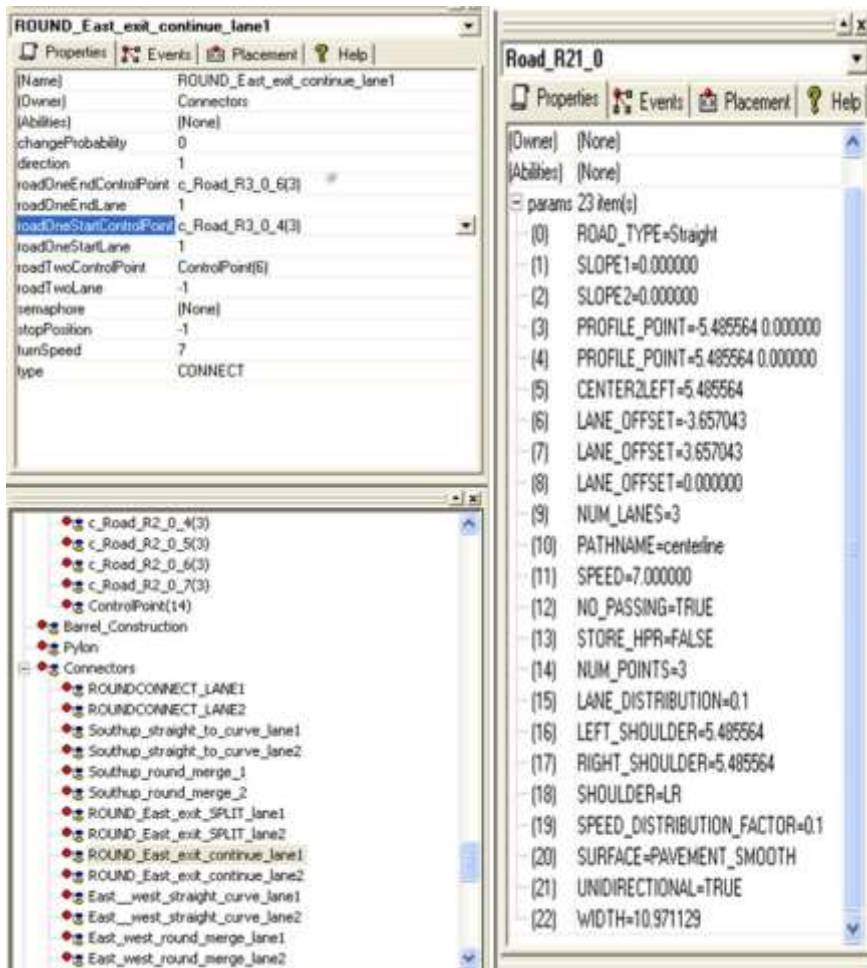 ROUND_East_exit_continue_lane1
Properties Events Placement Help
(Name) ROUND_East_exit_continue_lane1
(Owner) Connectors
(Abilities) (None)
changeProbability 0
direction 1
roadOneEndControlPoint c_Road_R3_0_6(3)
roadOneEndLane 1
roadOneStartControlPoint c_Road_R3_0_4(3)
roadOneStartLane 1
roadTwoControlPoint ControlPoint(6)
roadTwoLane -1
semaphore (None)
stopPosition -1
turnSpeed 7
type CONNECT
c_Road_R2_0_4(3)
c_Road_R2_0_5(3)
c_Road_R2_0_6(3)
c_Road_R2_0_7(3)
ControlPoint(14)
Barrel_Construction
Pylon
Connectors
ROUNDCONNECT_LANE1
ROUNDCONNECT_LANE2
Southup_straight_to_curve_lane1
Southup_straight_to_curve_lane2
Southup_round_merge_1
Southup_round_merge_2
ROUND_East_exit_SPLIT_lane1
ROUND_East_exit_SPLIT_lane2
ROUND_East_exit_continue_lane1
ROUND_East_exit_continue_lane2
East__west_straight_curve_lane1
East__west_straight_curve_lane2
East_west_round_merge_lane1
East_west_round_merge_lane2
Road_R21_0
Properties Events Placement Help
(Owner) (None)
(Abilities) (None)
params 23 item(s)
(0) ROAD_TYPE=Straight
(1) SLOPE1=0.000000
(2) SLOPE2=0.000000
(3) PROFILE_POINT=-5.485564 0.000000
(4) PROFILE_POINT=5.485564 0.000000
(5) CENTER2LEFT=5.485564
(6) LANE_OFFSET=-3.657043
(7) LANE_OFFSET=3.657043
(8) LANE_OFFSET=0.000000
(9) NUM_LANES=3
(10) PATHNAME=centerline
(11) SPEED=7.000000
(12) NO_PASSING=TRUE
(13) STORE_HPR=FALSE
(14) NUM_POINTS=3
(15) LANE_DISTRIBUTION=0.1
(16) LEFT_SHOULDER=5.485564
(17) RIGHT_SHOULDER=5.485564
(18) SHOULDER=LR
(19) SPEED_DISTRIBUTION_FACTOR=0.1
(20) SURFACE=PAVEMENT_SMOOTH
(21) UNIDIRECTIONAL=TRUE
(22) WIDTH=10.971129